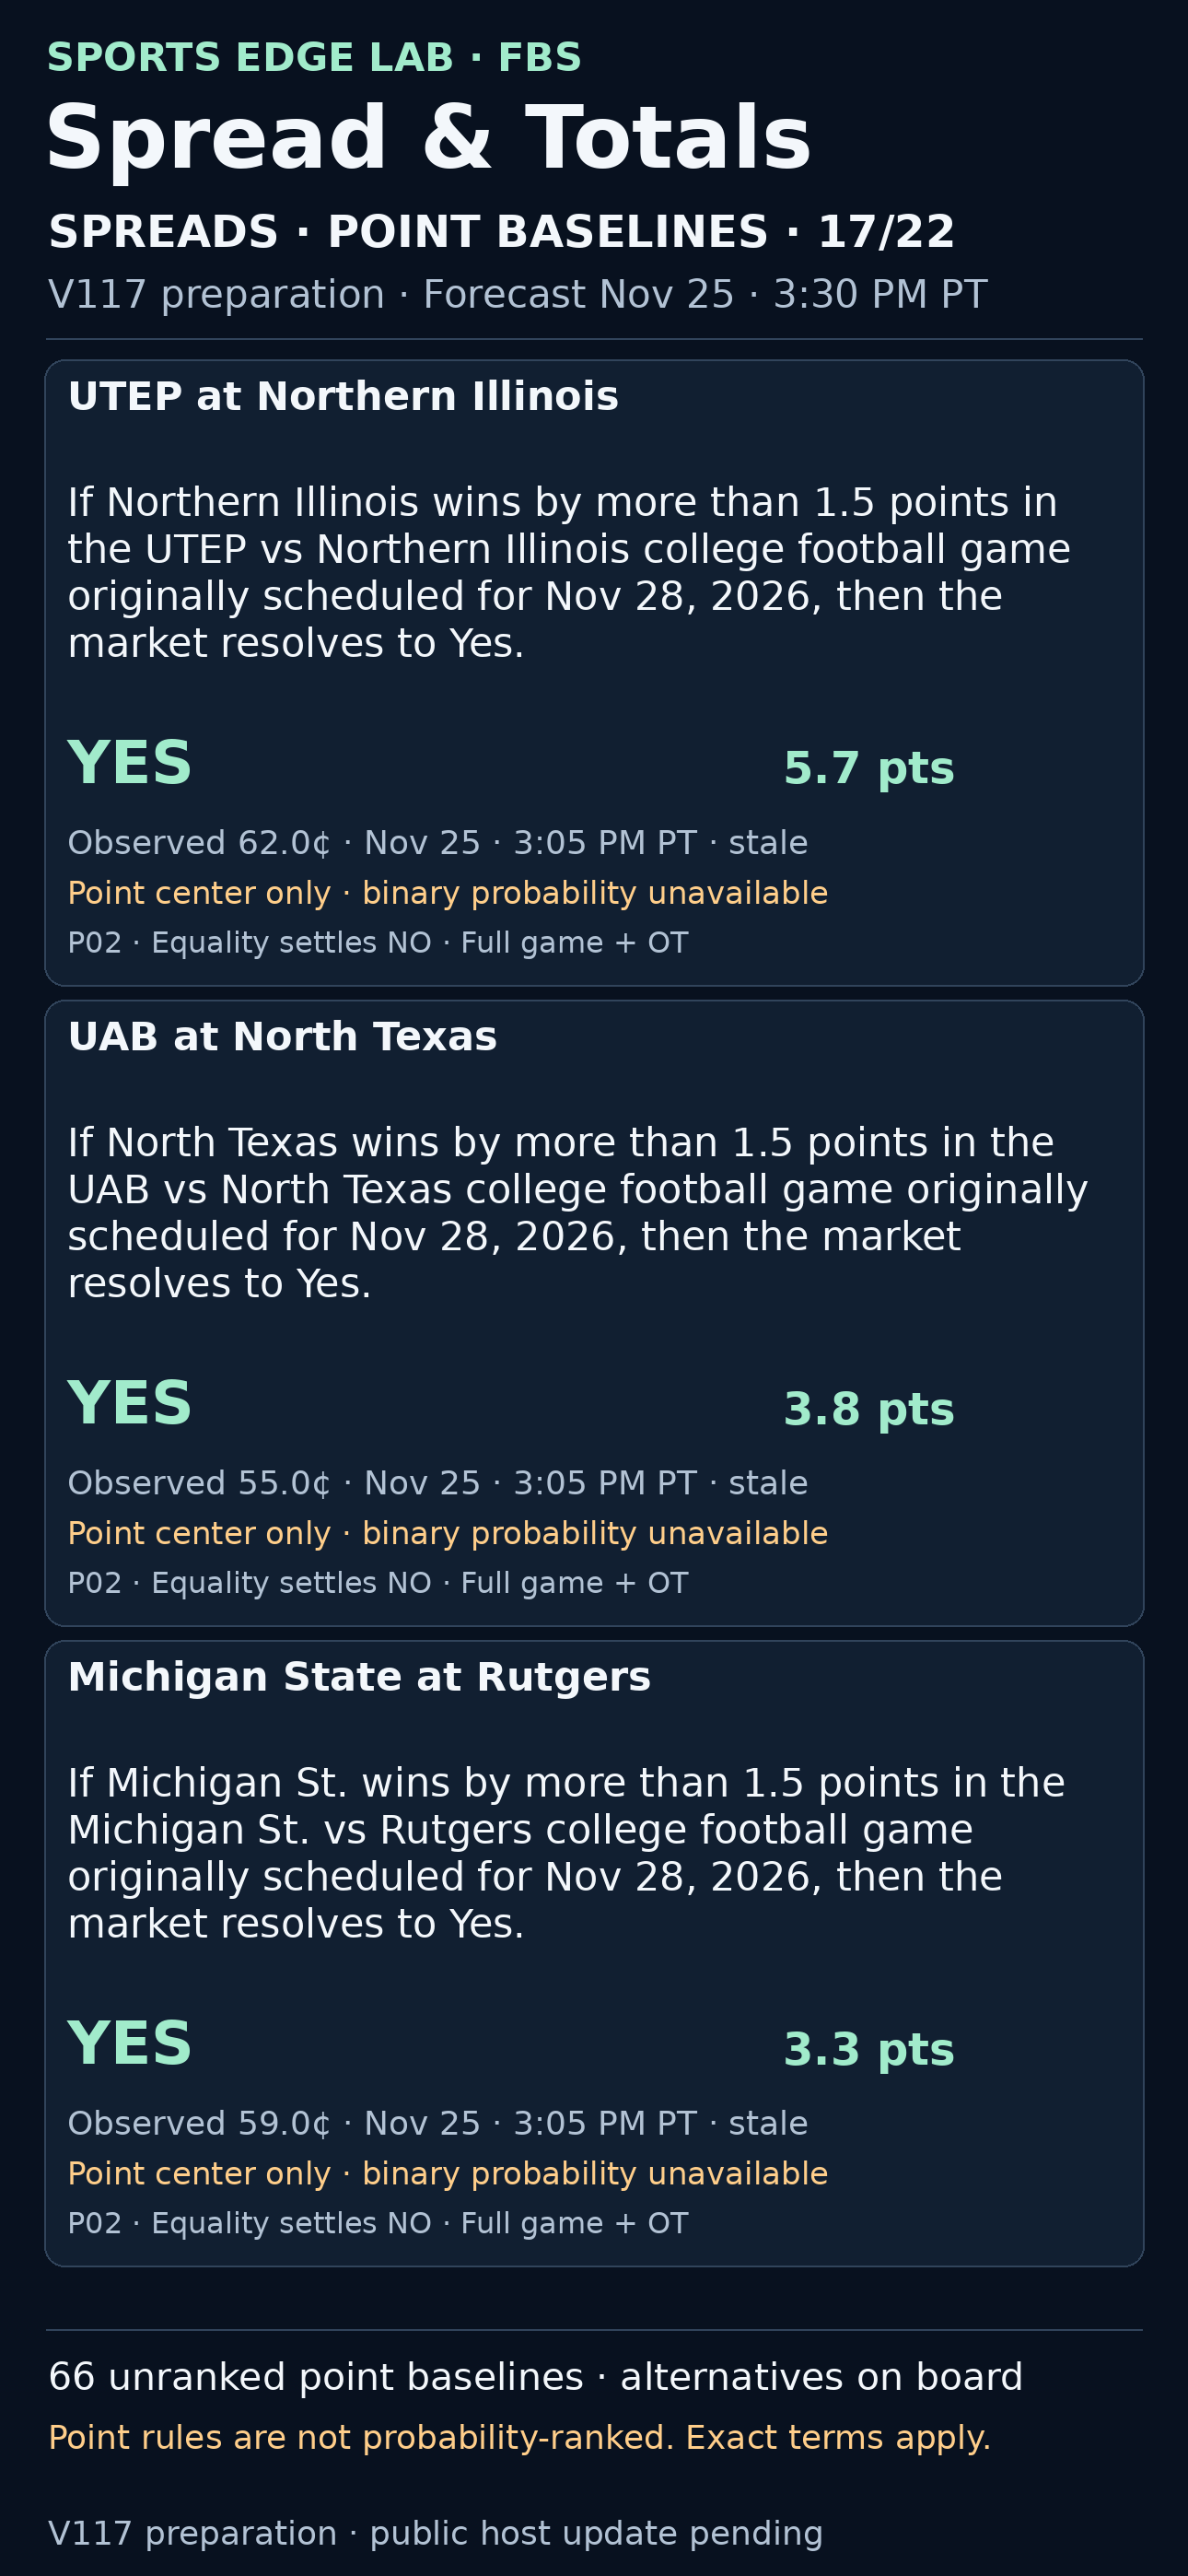 SPORTS EDGE LAB · FBS
Spread & Totals
SPREADS · POINT BASELINES · 17/22
V117 preparation · Forecast Nov 25 · 3:30 PM PT
UTEP at Northern Illinois
If Northern Illinois wins by more than 1.5 points in
the UTEP vs Northern Illinois college football game
originally scheduled for Nov 28, 2026, then the
market resolves to Yes.
YES 5.7 pts
Observed 62.0¢ · Nov 25 · 3:05 PM PT · stale
Point center only · binary probability unavailable
P02 · Equality settles NO · Full game + OT
UAB at North Texas
If North Texas wins by more than 1.5 points in the
UAB vs North Texas college football game originally
scheduled for Nov 28, 2026, then the market
resolves to Yes.
YES 3.8 pts
Observed 55.0¢ · Nov 25 · 3:05 PM PT · stale
Point center only · binary probability unavailable
P02 · Equality settles NO · Full game + OT
Michigan State at Rutgers
If Michigan St. wins by more than 1.5 points in the
Michigan St. vs Rutgers college football game
originally scheduled for Nov 28, 2026, then the
market resolves to Yes.
YES 3.3 pts
Observed 59.0¢ · Nov 25 · 3:05 PM PT · stale
Point center only · binary probability unavailable
P02 · Equality settles NO · Full game + OT
66 unranked point baselines · alternatives on board
Point rules are not probability-ranked. Exact terms apply.
V117 preparation · public host update pending